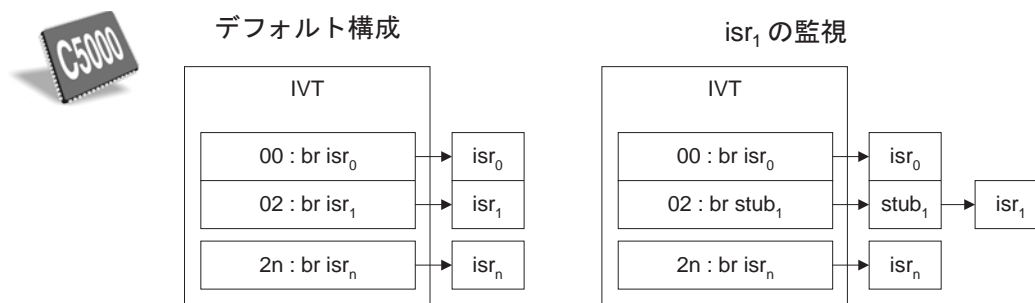 C5000
デフォルト構成
IVT
00 : br isr₀
isr₀
02 : br isr₁
isr₁
2n : br isrₙ
isrₙ
isr₁ の監視
IVT
00 : br isr₀
isr₀
02 : br stub₁
stub₁
isr₁
2n : br isrₙ
isrₙ